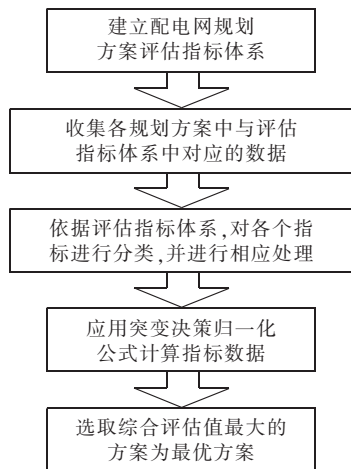 建立配电网规划
方案评估指标体系
收集各规划方案中与评估
指标体系中对应的数据
依据评估指标体系,对各个指
标进行分类,并进行相应处理
应用突变决策归一化
公式计算指标数据
选取综合评估值最大的
方案为最优方案